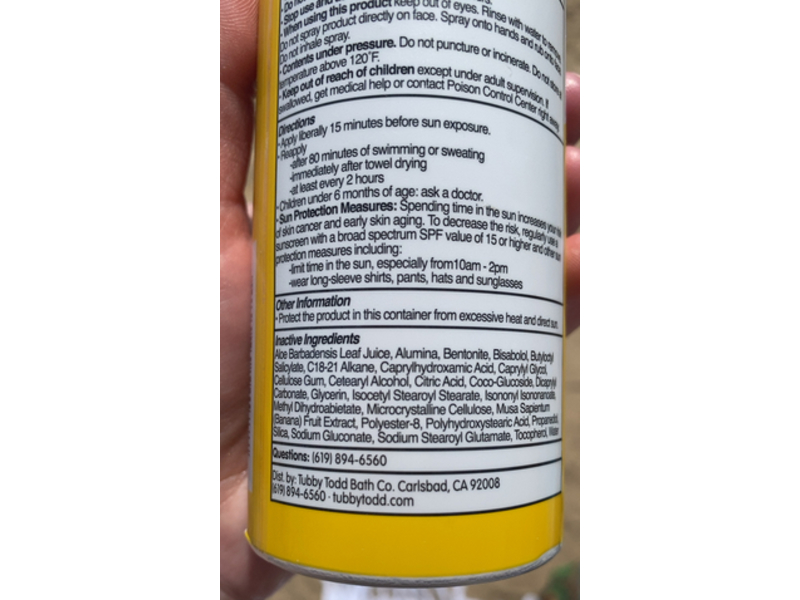 · Stop use and
· When using this product keep out of eyes. Rinse with water to remove.
Do not spray product directly on face. Spray onto hands and rub onto face.
Do not inhale spray.
· Contents under pressure. Do not puncture or incinerate. Do not store at
temperature above 120°F.
· Keep out of reach of children except under adult supervision. If
swallowed, get medical help or contact Poison Control Center right away.
Directions
· Apply liberally 15 minutes before sun exposure.
· Reapply
-after 80 minutes of swimming or sweating
-immediately after towel drying
-at least every 2 hours
· Children under 6 months of age: ask a doctor.
· Sun Protection Measures: Spending time in the sun increases your risk
of skin cancer and early skin aging. To decrease the risk, regularly use a
sunscreen with a broad spectrum SPF value of 15 or higher and other sun
protection measures including:
-limit time in the sun, especially from10am - 2pm
-wear long-sleeve shirts, pants, hats and sunglasses
Other Information
· Protect the product in this container from excessive heat and direct sun.
Inactive Ingredients
Aloe Barbadensis Leaf Juice, Alumina, Bentonite, Bisabolol, Butyloctyl
Salicylate, C18-21 Alkane, Caprylhydroxamic Acid, Caprylyl Glycol,
Cellulose Gum, Cetearyl Alcohol, Citric Acid, Coco-Glucoside, Dicaprylyl
Carbonate, Glycerin, Isocetyl Stearoyl Stearate, Isononyl Isononanoate,
Methyl Dihydroabietate, Microcrystalline Cellulose, Musa Sapientum
(Banana) Fruit Extract, Polyester-8, Polyhydroxystearic Acid, Propanediol,
Silica, Sodium Gluconate, Sodium Stearoyl Glutamate, Tocopherol, Water
Questions: (619) 894-6560
Dist. by: Tubby Todd Bath Co. Carlsbad, CA 92008
(619) 894-6560 · tubbytodd.com